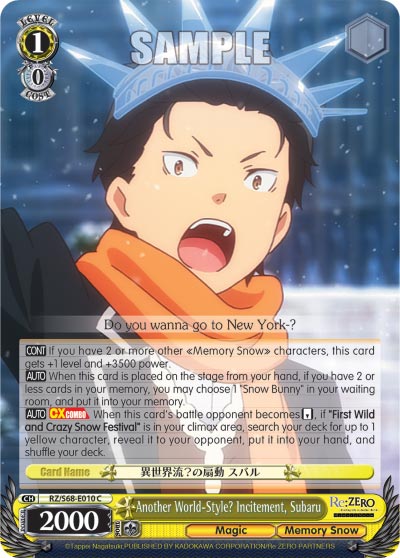 LEVEL
1
0
COST
SAMPLE
Do you wanna go to New York-?
CONT If you have 2 or more other «Memory Snow» characters, this card
gets +1 level and +3500 power.
AUTO When this card is placed on the stage from your hand, if you have 2 or
less cards in your memory, you may choose 1 "Snow Bunny" in your waiting
room, and put it into your memory.
AUTO CXCOMBO When this card's battle opponent becomes, if "First Wild
and Crazy Snow Festival" is in your climax area, search your deck for up to 1
yellow character, reveal it to your opponent, put it into your hand, and
shuffle your deck.
Card Name 異世界流?の扇動 スバル
CH RZ/S68-E010 C Another World-Style? Incitement, Subaru
POWER 2000 Re:ZERO
Magic Memory Snow
©Tappei Nagatsuki,PUBLISHED BY KADOKAWA CORPORATION/Re:ZERO PARTNERS